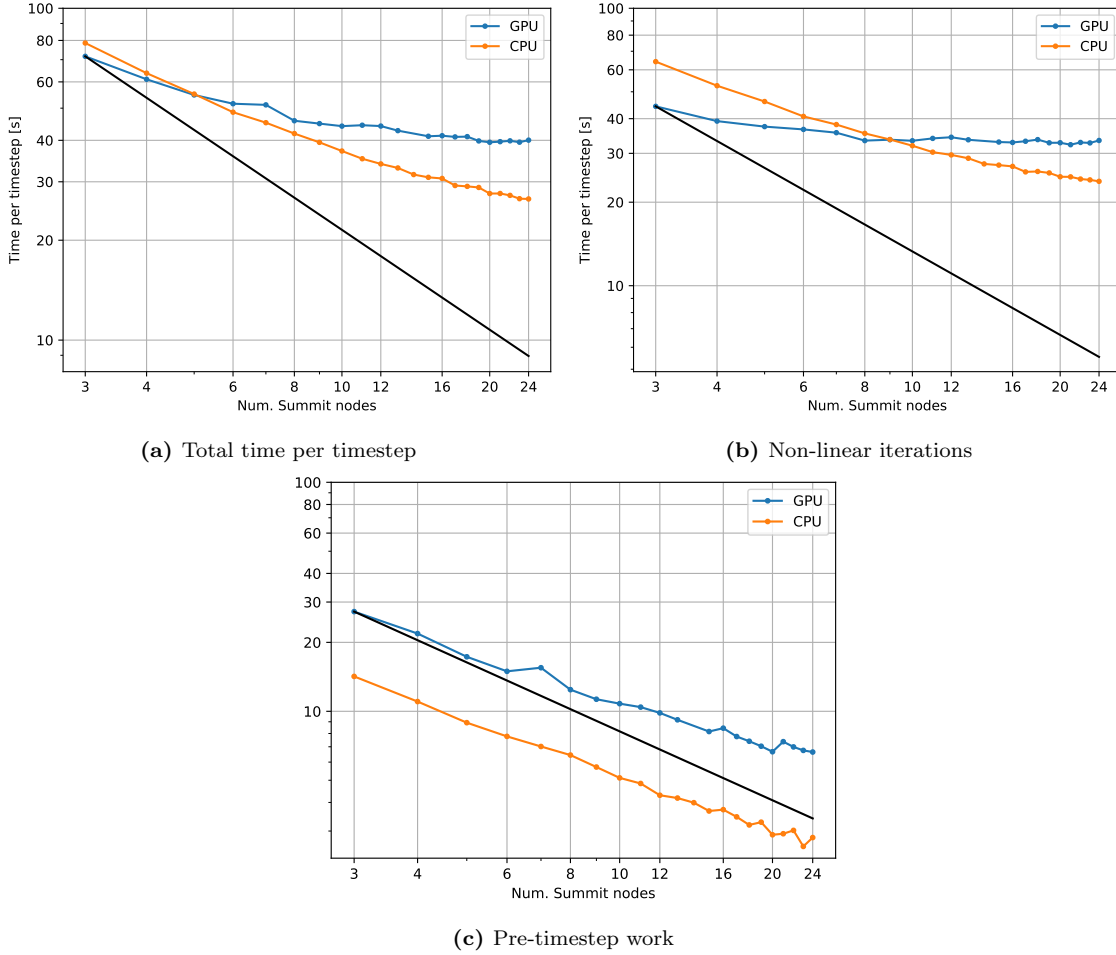 100
80
60
40
30
20
10
Time per timestep [s]
GPU
CPU
3 4 6 8 10 12 16 20 24
Num. Summit nodes
(a) Total time per timestep
100
80
60
40
30
20
10
Time per timestep [s]
GPU
CPU
3 4 6 8 10 12 16 20 24
Num. Summit nodes
(b) Non-linear iterations
100
80
60
40
30
20
10
GPU
CPU
3 4 6 8 10 12 16 20 24
Num. Summit nodes
(c) Pre-timestep work